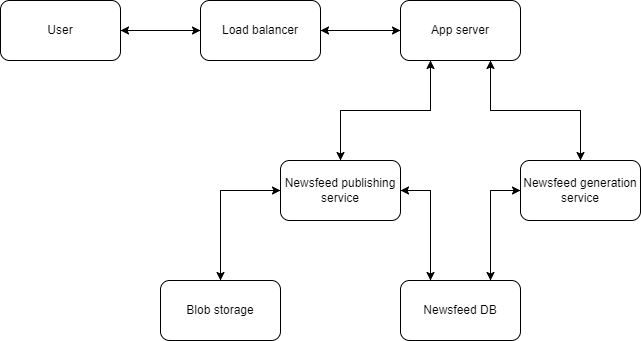 User
Load balancer
App server
Newsfeed publishing
service
Newsfeed generation
service
Blob storage
Newsfeed DB